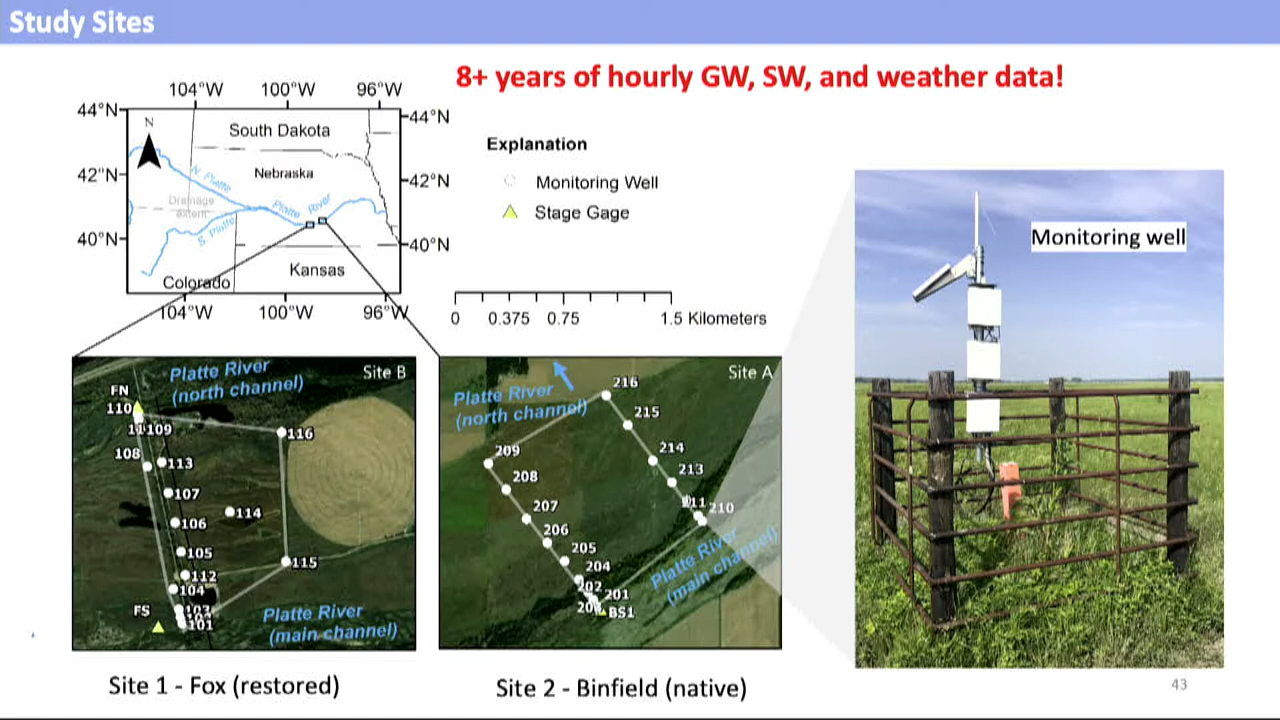 Study Sites
8+ years of hourly GW, SW, and weather data!
104°W 100°W 96°W
44°N 44°N
N
South Dakota
42°N Nebraska 42°N
N. Platte
Drainage
extent
Platte River
S. Platte
40°N 40°N
Kansas
Colorado
104°W 100°W 96°W
Explanation
Monitoring Well
Stage Gage
0 0.375 0.75 1.5 Kilometers
Monitoring well
Platte River
(north channel)
Site B
FN
110
109
108
113
116
107
114
106
105
115
112
104
103
101
FS
Platte River
(main channel)
Site A
Platte River
(north channel)
216
215
214
213
210
209
208
207
206
205
204
202
201
BS1
Platte River
(main channel)
Site 1 - Fox (restored)
Site 2 - Binfield (native)
43